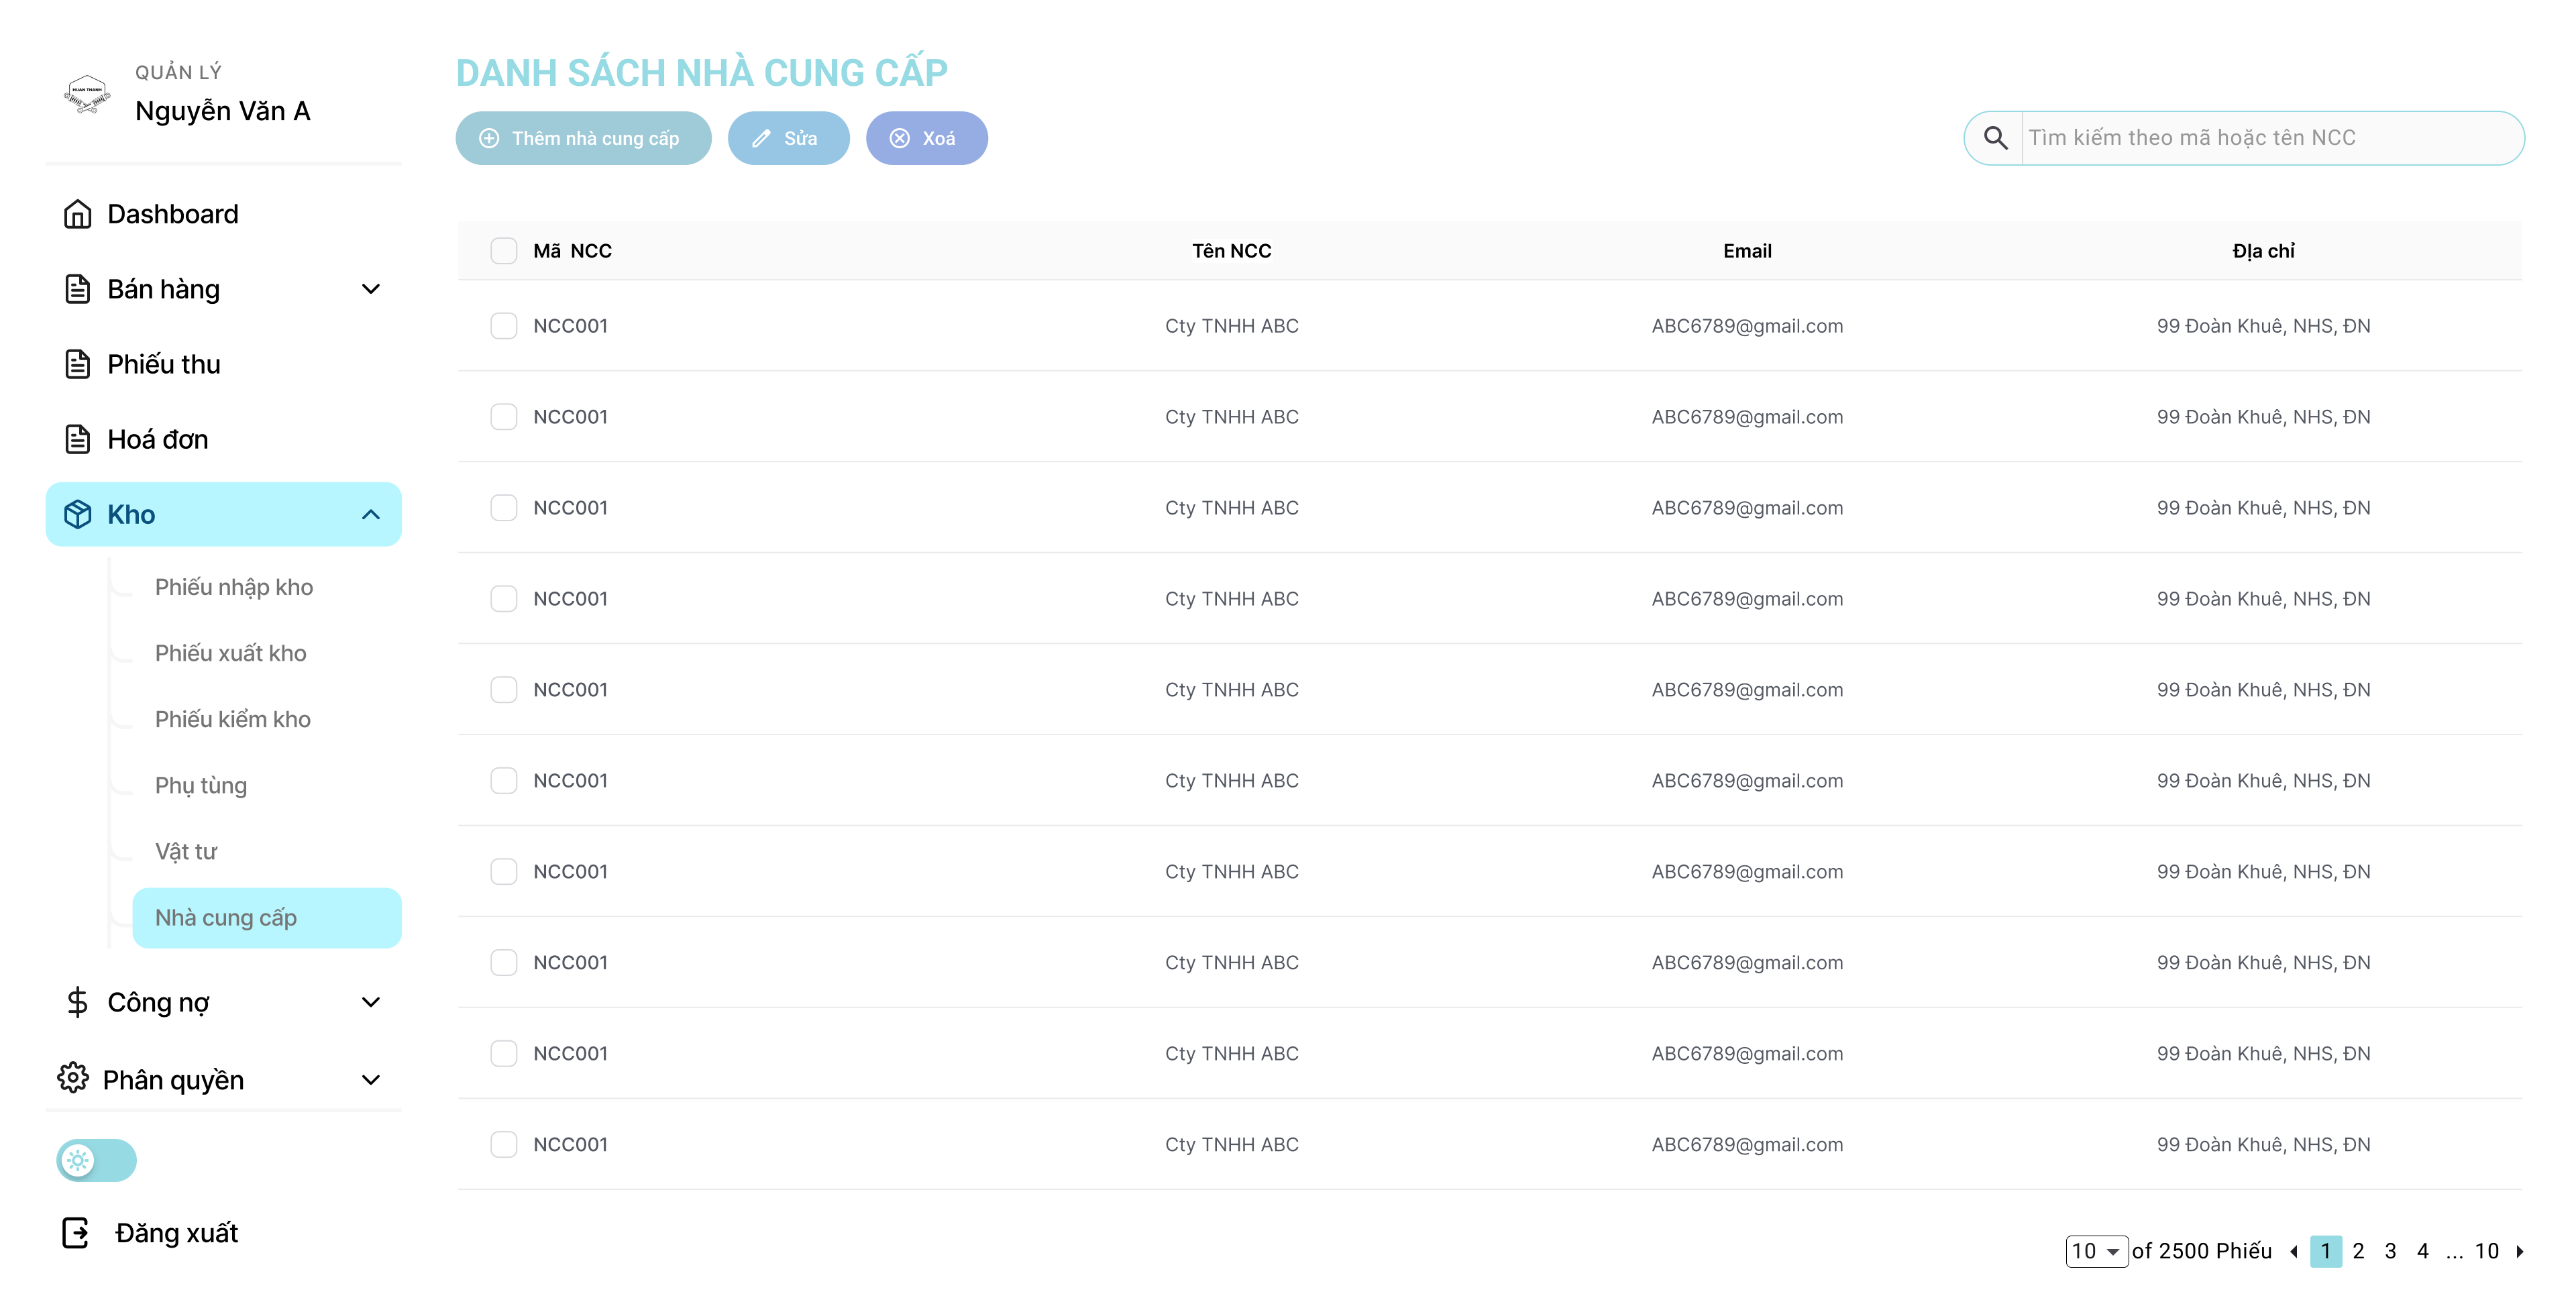 HUAN THANH
QUẢN LÝ
Nguyễn Văn A
Dashboard
Bán hàng
Phiếu thu
Hoá đơn
Kho
Phiếu nhập kho
Phiếu xuất kho
Phiếu kiểm kho
Phụ tùng
Vật tư
Nhà cung cấp
Công nợ
Phân quyền
Đăng xuất
DANH SÁCH NHÀ CUNG CẤP
Thêm nhà cung cấp Sửa Xoá
Tìm kiếm theo mã hoặc tên NCC
Mã NCC Tên NCC Email Địa chỉ
NCC001 Cty TNHH ABC ABC6789@gmail.com 99 Đoàn Khuê, NHS, ĐN
NCC001 Cty TNHH ABC ABC6789@gmail.com 99 Đoàn Khuê, NHS, ĐN
NCC001 Cty TNHH ABC ABC6789@gmail.com 99 Đoàn Khuê, NHS, ĐN
NCC001 Cty TNHH ABC ABC6789@gmail.com 99 Đoàn Khuê, NHS, ĐN
NCC001 Cty TNHH ABC ABC6789@gmail.com 99 Đoàn Khuê, NHS, ĐN
NCC001 Cty TNHH ABC ABC6789@gmail.com 99 Đoàn Khuê, NHS, ĐN
NCC001 Cty TNHH ABC ABC6789@gmail.com 99 Đoàn Khuê, NHS, ĐN
NCC001 Cty TNHH ABC ABC6789@gmail.com 99 Đoàn Khuê, NHS, ĐN
NCC001 Cty TNHH ABC ABC6789@gmail.com 99 Đoàn Khuê, NHS, ĐN
NCC001 Cty TNHH ABC ABC6789@gmail.com 99 Đoàn Khuê, NHS, ĐN
10 of 2500 Phiếu 1 2 3 4 ... 10